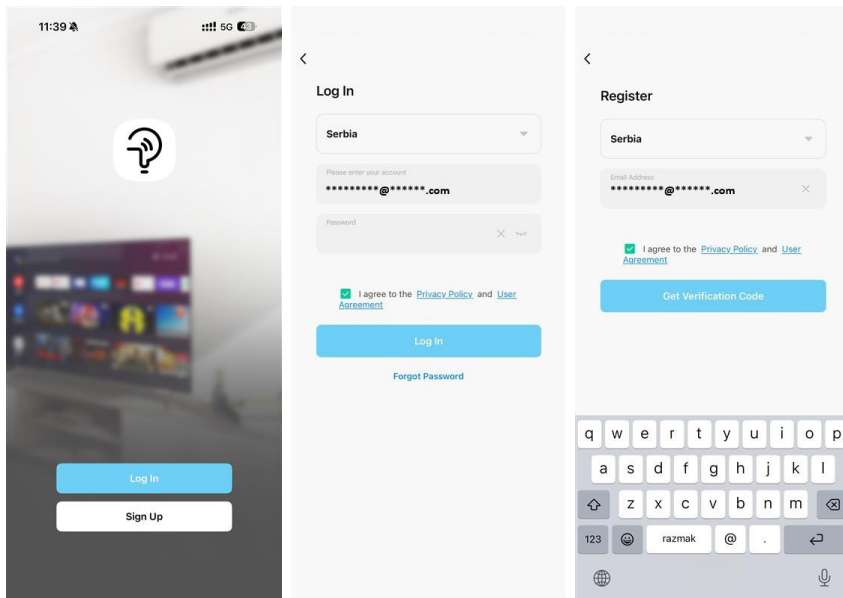 11:39
5G 43
Log In
Sign Up
Log In
Serbia
Please enter your account
*********@******.com
Password
I agree to the Privacy Policy and User
Agreement
Log In
Forgot Password
Register
Serbia
Email Address
*********@******.com
I agree to the Privacy Policy and User
Agreement
Get Verification Code
q w e r t y u i o p
a s d f g h j k l
z x c v b n m
123 razmak @ .